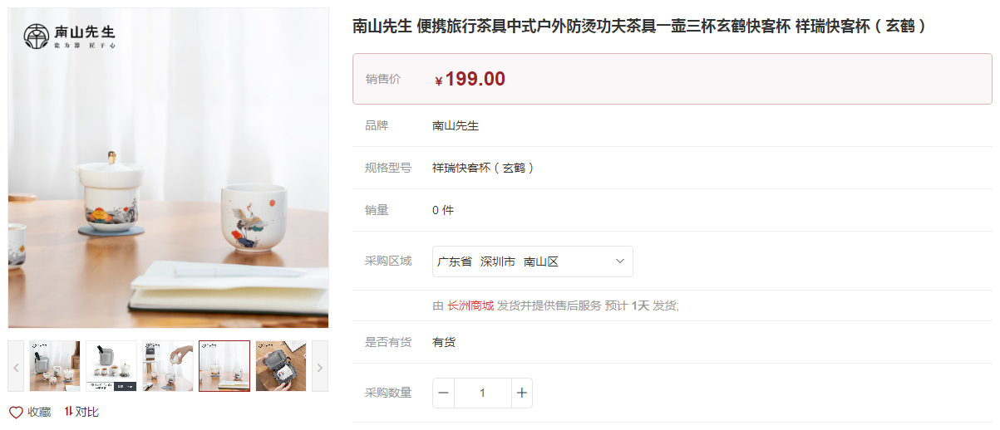 南山先生
瓷为器 匠于心
南山先生 便携旅行茶具中式户外防烫功夫茶具一壶三杯玄鹤快客杯 祥瑞快客杯（玄鹤）
销售价 ￥199.00
品牌 南山先生
规格型号 祥瑞快客杯（玄鹤）
销量 0 件
采购区域 广东省 深圳市 南山区
由 长洲商城 发货并提供售后服务 预计 1天 发货;
是否有货 有货
采购数量 1
收藏 对比